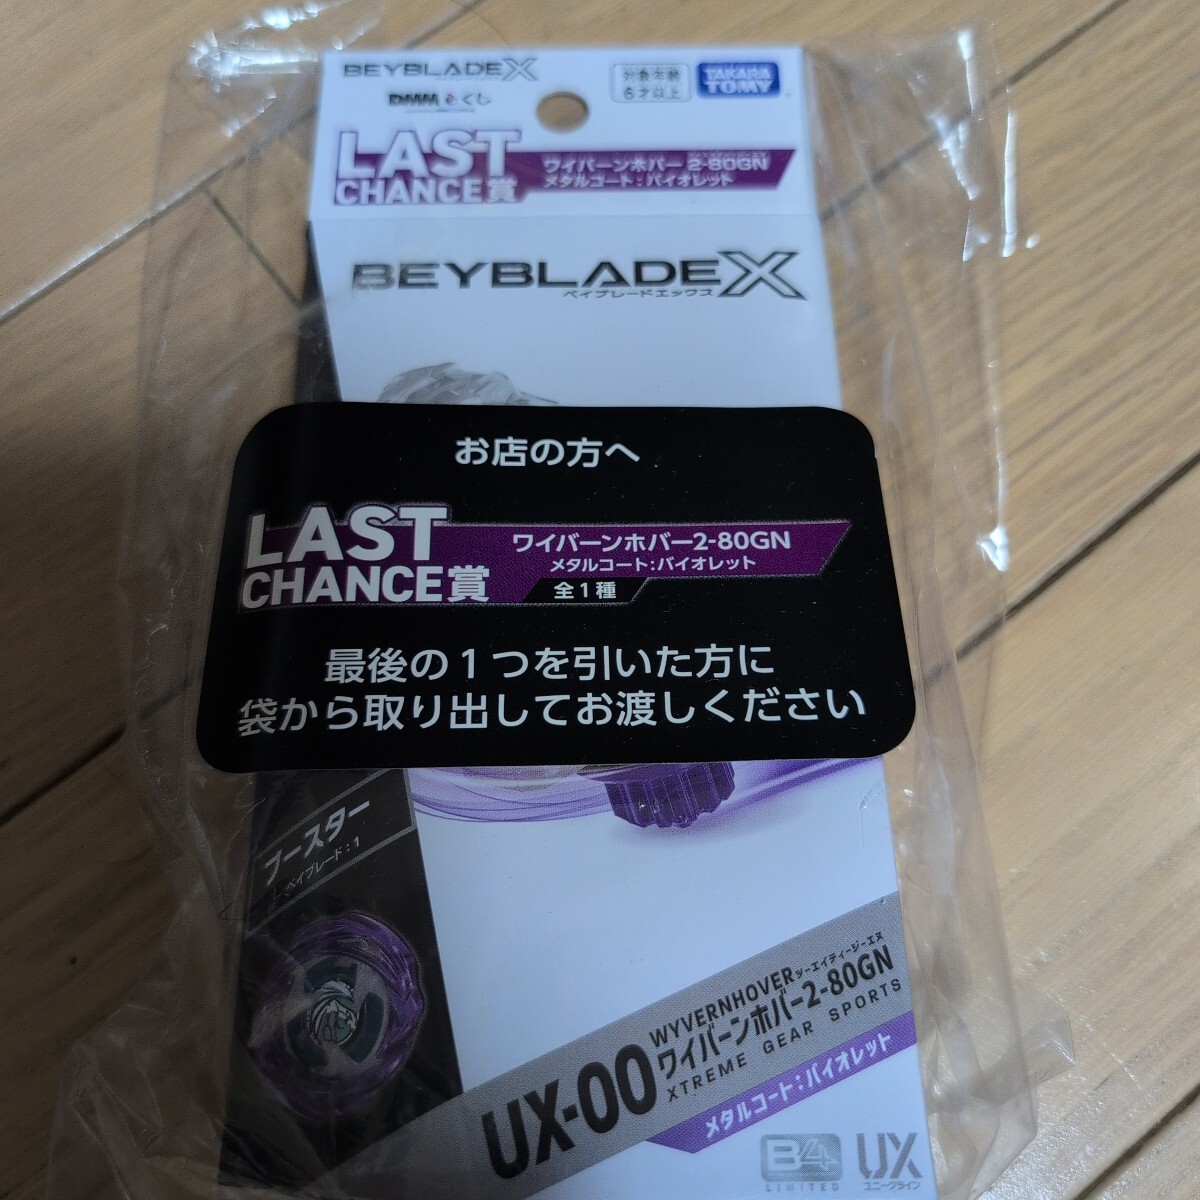 BEYBLADE X
DMMくじ
対象年齢
6才以上
TAKARA
TOMY
LAST
CHANCE賞
ワイバーンホバー 2-80GN
メタルコート：バイオレット
BEYBLADE X
ベイブレードエックス
お店の方へ
LAST
CHANCE賞
ワイバーンホバー2-80GN
メタルコート：バイオレット
全1種
最後の1つを引いた方に
袋から取り出してお渡しください
ブースター
ベイブレード：1
UX-00
WYVERNHOVER
ツーエイティージーエヌ
ワイバーンホバー2-80GN
XTREME GEAR SPORTS
メタルコート：バイオレット
B4
LIMITED
UX
ユニークライン